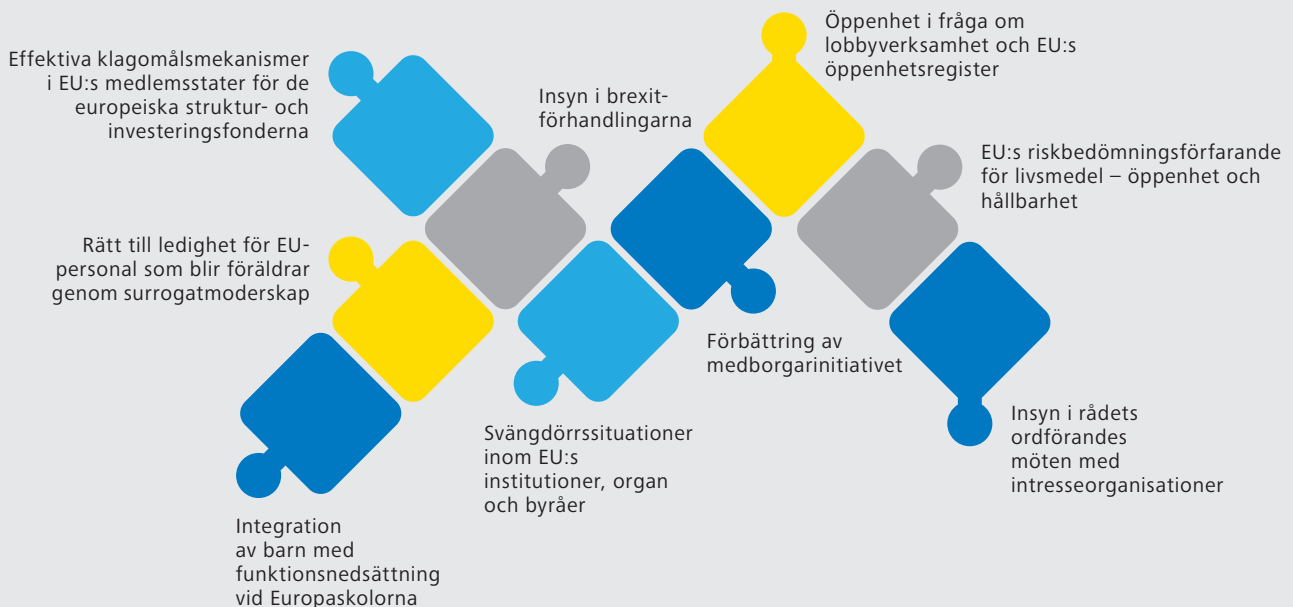 Effektiva klagomålsmekanismer
i EU:s medlemsstater för de
europeiska struktur- och
investeringsfonderna
Rätt till ledighet för EU-
personal som blir föräldrar
genom surrogatmoderskap
Integration
av barn med
funktionsnedsättning
vid Europaskolorna
Insyn i brexit-
förhandlingarna
Svängdörrssituationer
inom EU:s
institutioner, organ
och byråer
Öppenhet i fråga om
lobbyverksamhet och EU:s
öppenhetsregister
Förbättring av
medborgarinitiativet
EU:s riskbedömningsförfarande
för livsmedel – öppenhet och
hållbarhet
Insyn i rådets
ordförandes
möten med
intresseorganisationer